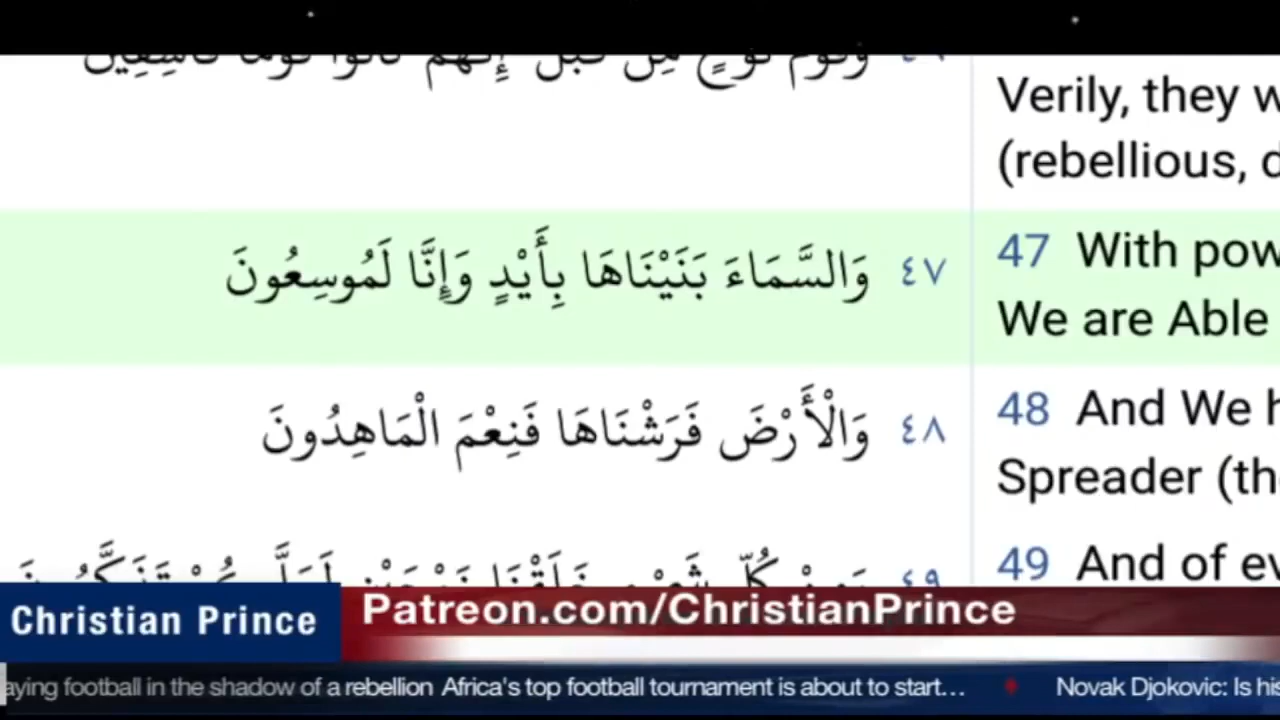 Verily, they w
(rebellious, d
٤٧ وَالسَّمَاءَ بَنَيْنَاهَا بِأَيْدٍ وَإِنَّا لَمُوسِعُونَ
47 With pow
We are Able
٤٨ وَالْأَرْضَ فَرَشْنَاهَا فَنِعْمَ الْمَاهِدُونَ
48 And We h
Spreader (th
49 And of ev
Christian Prince
Patreon.com/ChristianPrince
aying football in the shadow of a rebellion Africa's top football tournament is about to start... Novak Djokovic: Is his